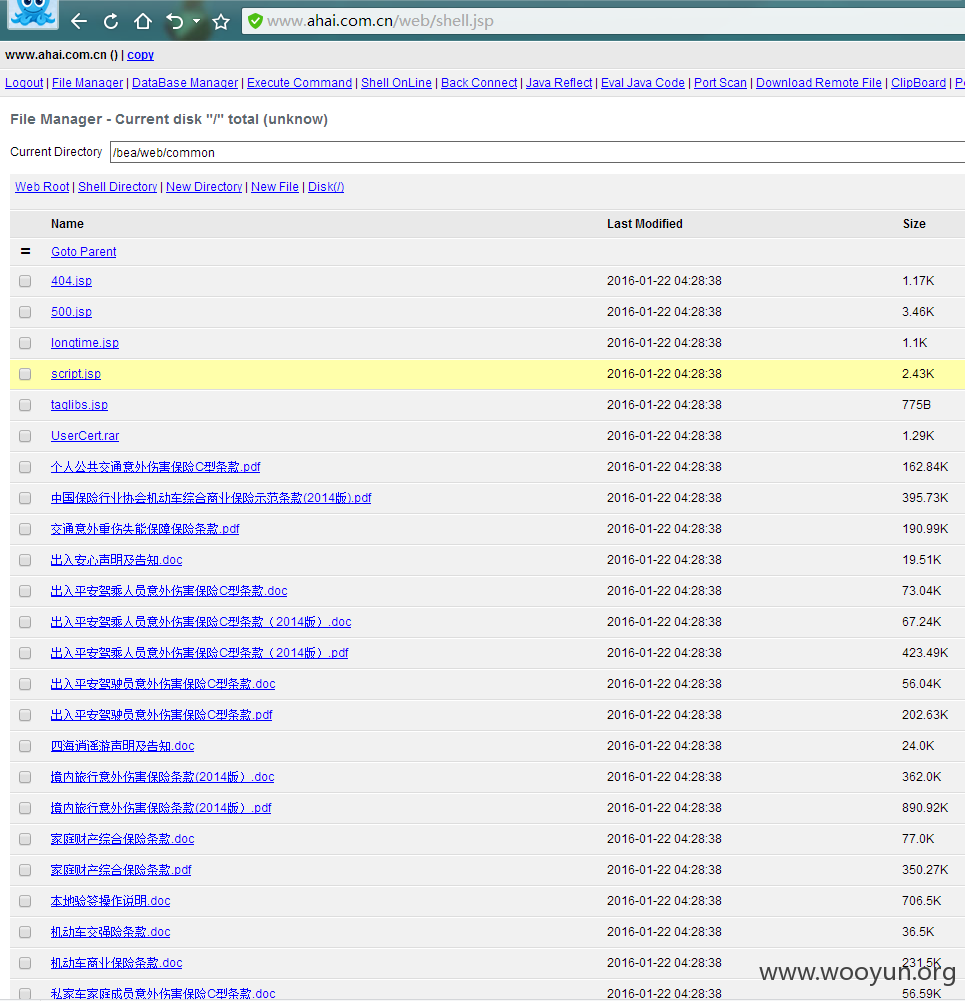 www.ahai.com.cn/web/shell.jsp
www.ahai.com.cn () | copy
Logout | File Manager | DataBase Manager | Execute Command | Shell OnLine | Back Connect | Java Reflect | Eval Java Code | Port Scan | Download Remote File | ClipBoard | P
File Manager - Current disk "/" total (unknow)
Current Directory /bea/web/common
Web Root | Shell Directory | New Directory | New File | Disk(/)
Name Last Modified Size
= Goto Parent
404.jsp 2016-01-22 04:28:38 1.17K
500.jsp 2016-01-22 04:28:38 3.46K
longtime.jsp 2016-01-22 04:28:38 1.1K
script.jsp 2016-01-22 04:28:38 2.43K
taglibs.jsp 2016-01-22 04:28:38 775B
UserCert.rar 2016-01-22 04:28:38 1.29K
个人公共交通意外伤害保险C型条款.pdf 2016-01-22 04:28:38 162.84K
中国保险行业协会机动车综合商业保险示范条款(2014版).pdf 2016-01-22 04:28:38 395.73K
交通意外重伤失能保障保险条款.pdf 2016-01-22 04:28:38 190.99K
出入安心声明及告知.doc 2016-01-22 04:28:38 19.51K
出入平安驾乘人员意外伤害保险C型条款.doc 2016-01-22 04:28:38 73.04K
出入平安驾乘人员意外伤害保险C型条款（2014版）.doc 2016-01-22 04:28:38 67.24K
出入平安驾乘人员意外伤害保险C型条款（2014版）.pdf 2016-01-22 04:28:38 423.49K
出入平安驾驶员意外伤害保险C型条款.doc 2016-01-22 04:28:38 56.04K
出入平安驾驶员意外伤害保险C型条款.pdf 2016-01-22 04:28:38 202.63K
四海逍遥游声明及告知.doc 2016-01-22 04:28:38 24.0K
境内旅行意外伤害保险条款(2014版）.doc 2016-01-22 04:28:38 362.0K
境内旅行意外伤害保险条款(2014版）.pdf 2016-01-22 04:28:38 890.92K
家庭财产综合保险条款.doc 2016-01-22 04:28:38 77.0K
家庭财产综合保险条款.pdf 2016-01-22 04:28:38 350.27K
本地验签操作说明.doc 2016-01-22 04:28:38 706.5K
机动车交强险条款.doc 2016-01-22 04:28:38 36.5K
机动车商业保险条款.doc 2016-01-22 04:28:38 231.5K
www.wooyun.org
私家车家庭成员意外伤害保险C型条款.doc 2016-01-22 04:28:38 56.59K